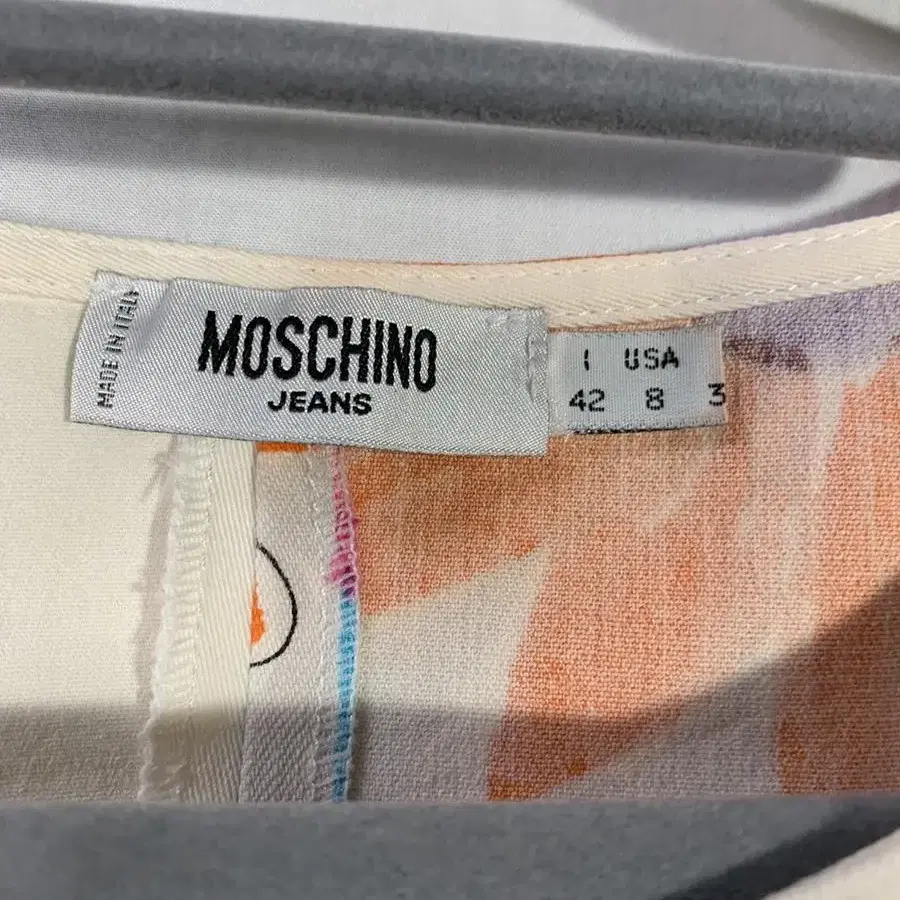 MADE IN ITALY
MOSCHINO
JEANS
I USA
42 8 3